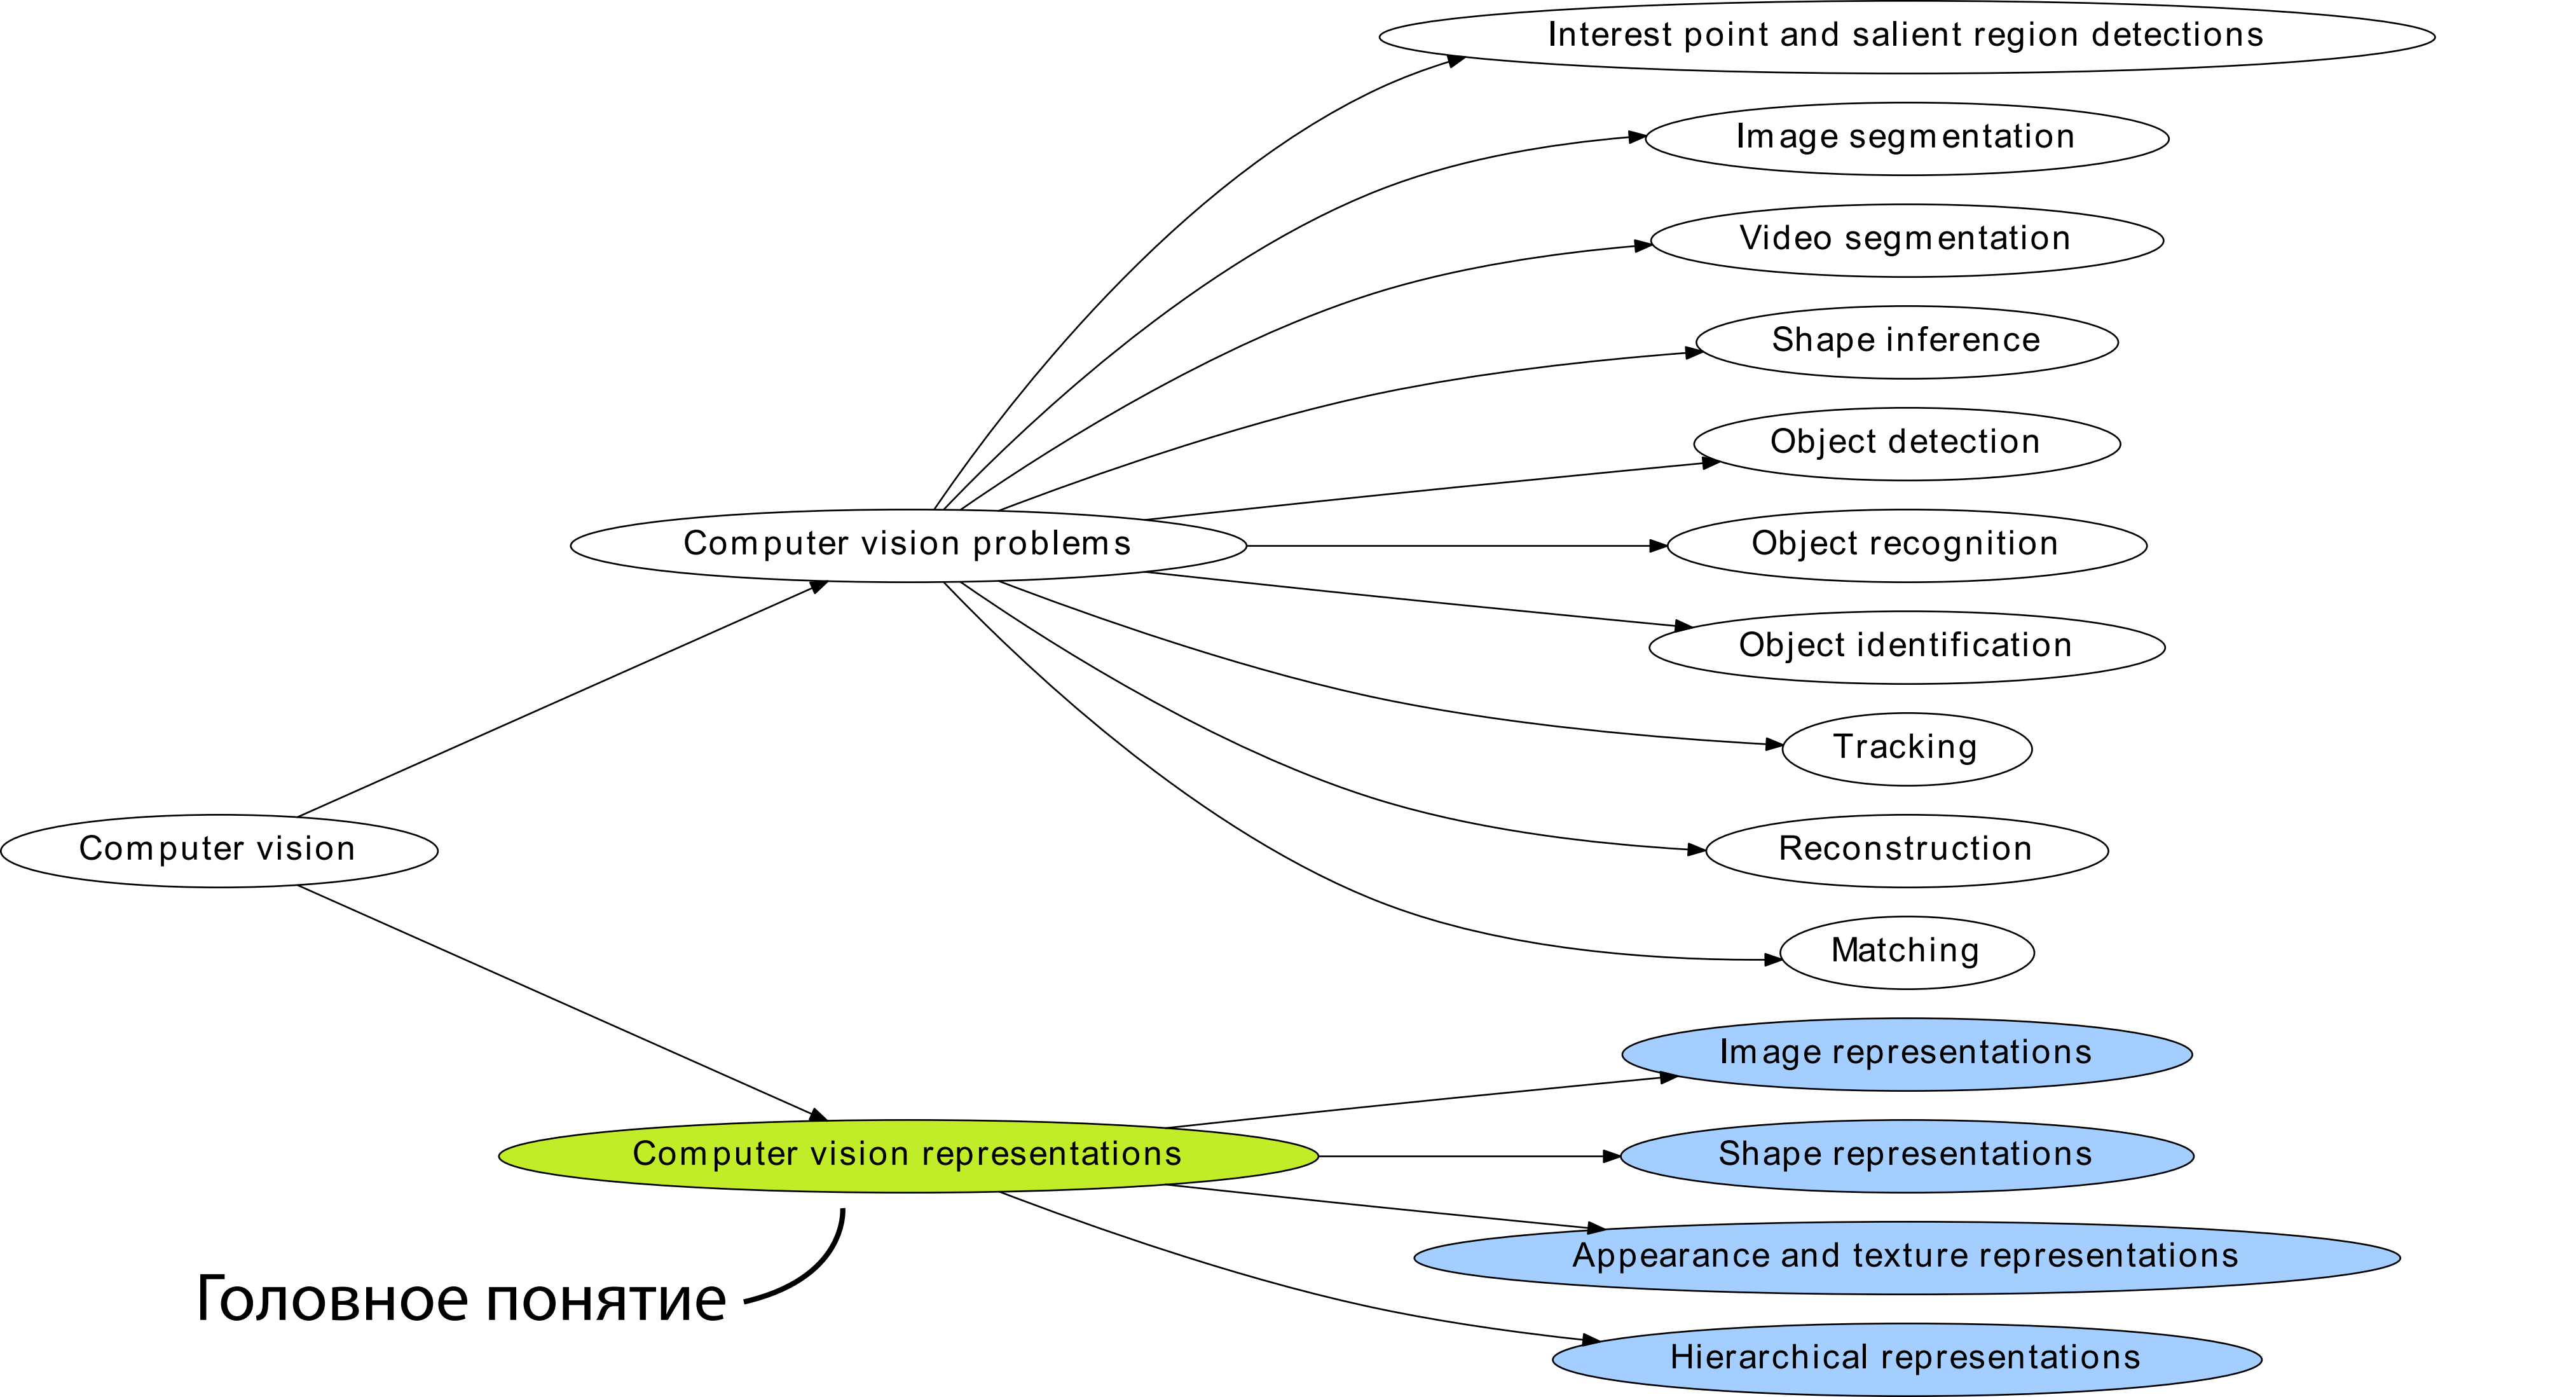 Interest point and salient region detections
Image segmentation
Video segmentation
Shape inference
Object detection
Computer vision problems
Object recognition
Object identification
Tracking
Computer vision
Reconstruction
Matching
Image representations
Computer vision representations
Shape representations
Appearance and texture representations
Головное понятие
Hierarchical representations